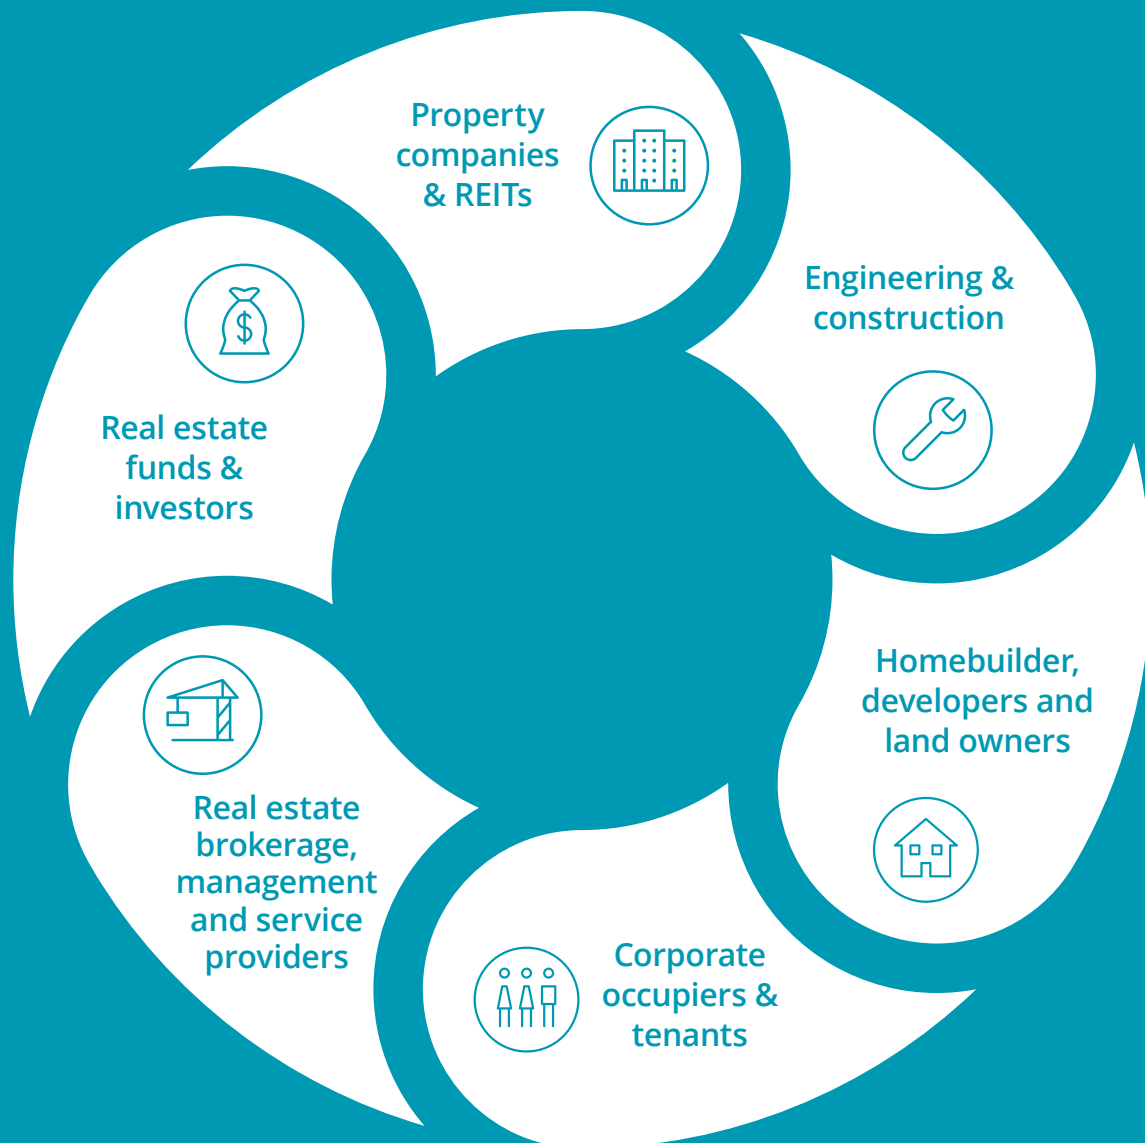 Property
companies
& REITs
Engineering &
construction
Homebuilder,
developers and
land owners
Corporate
occupiers &
tenants
Real estate
brokerage,
management
and service
providers
Real estate
funds &
investors
$